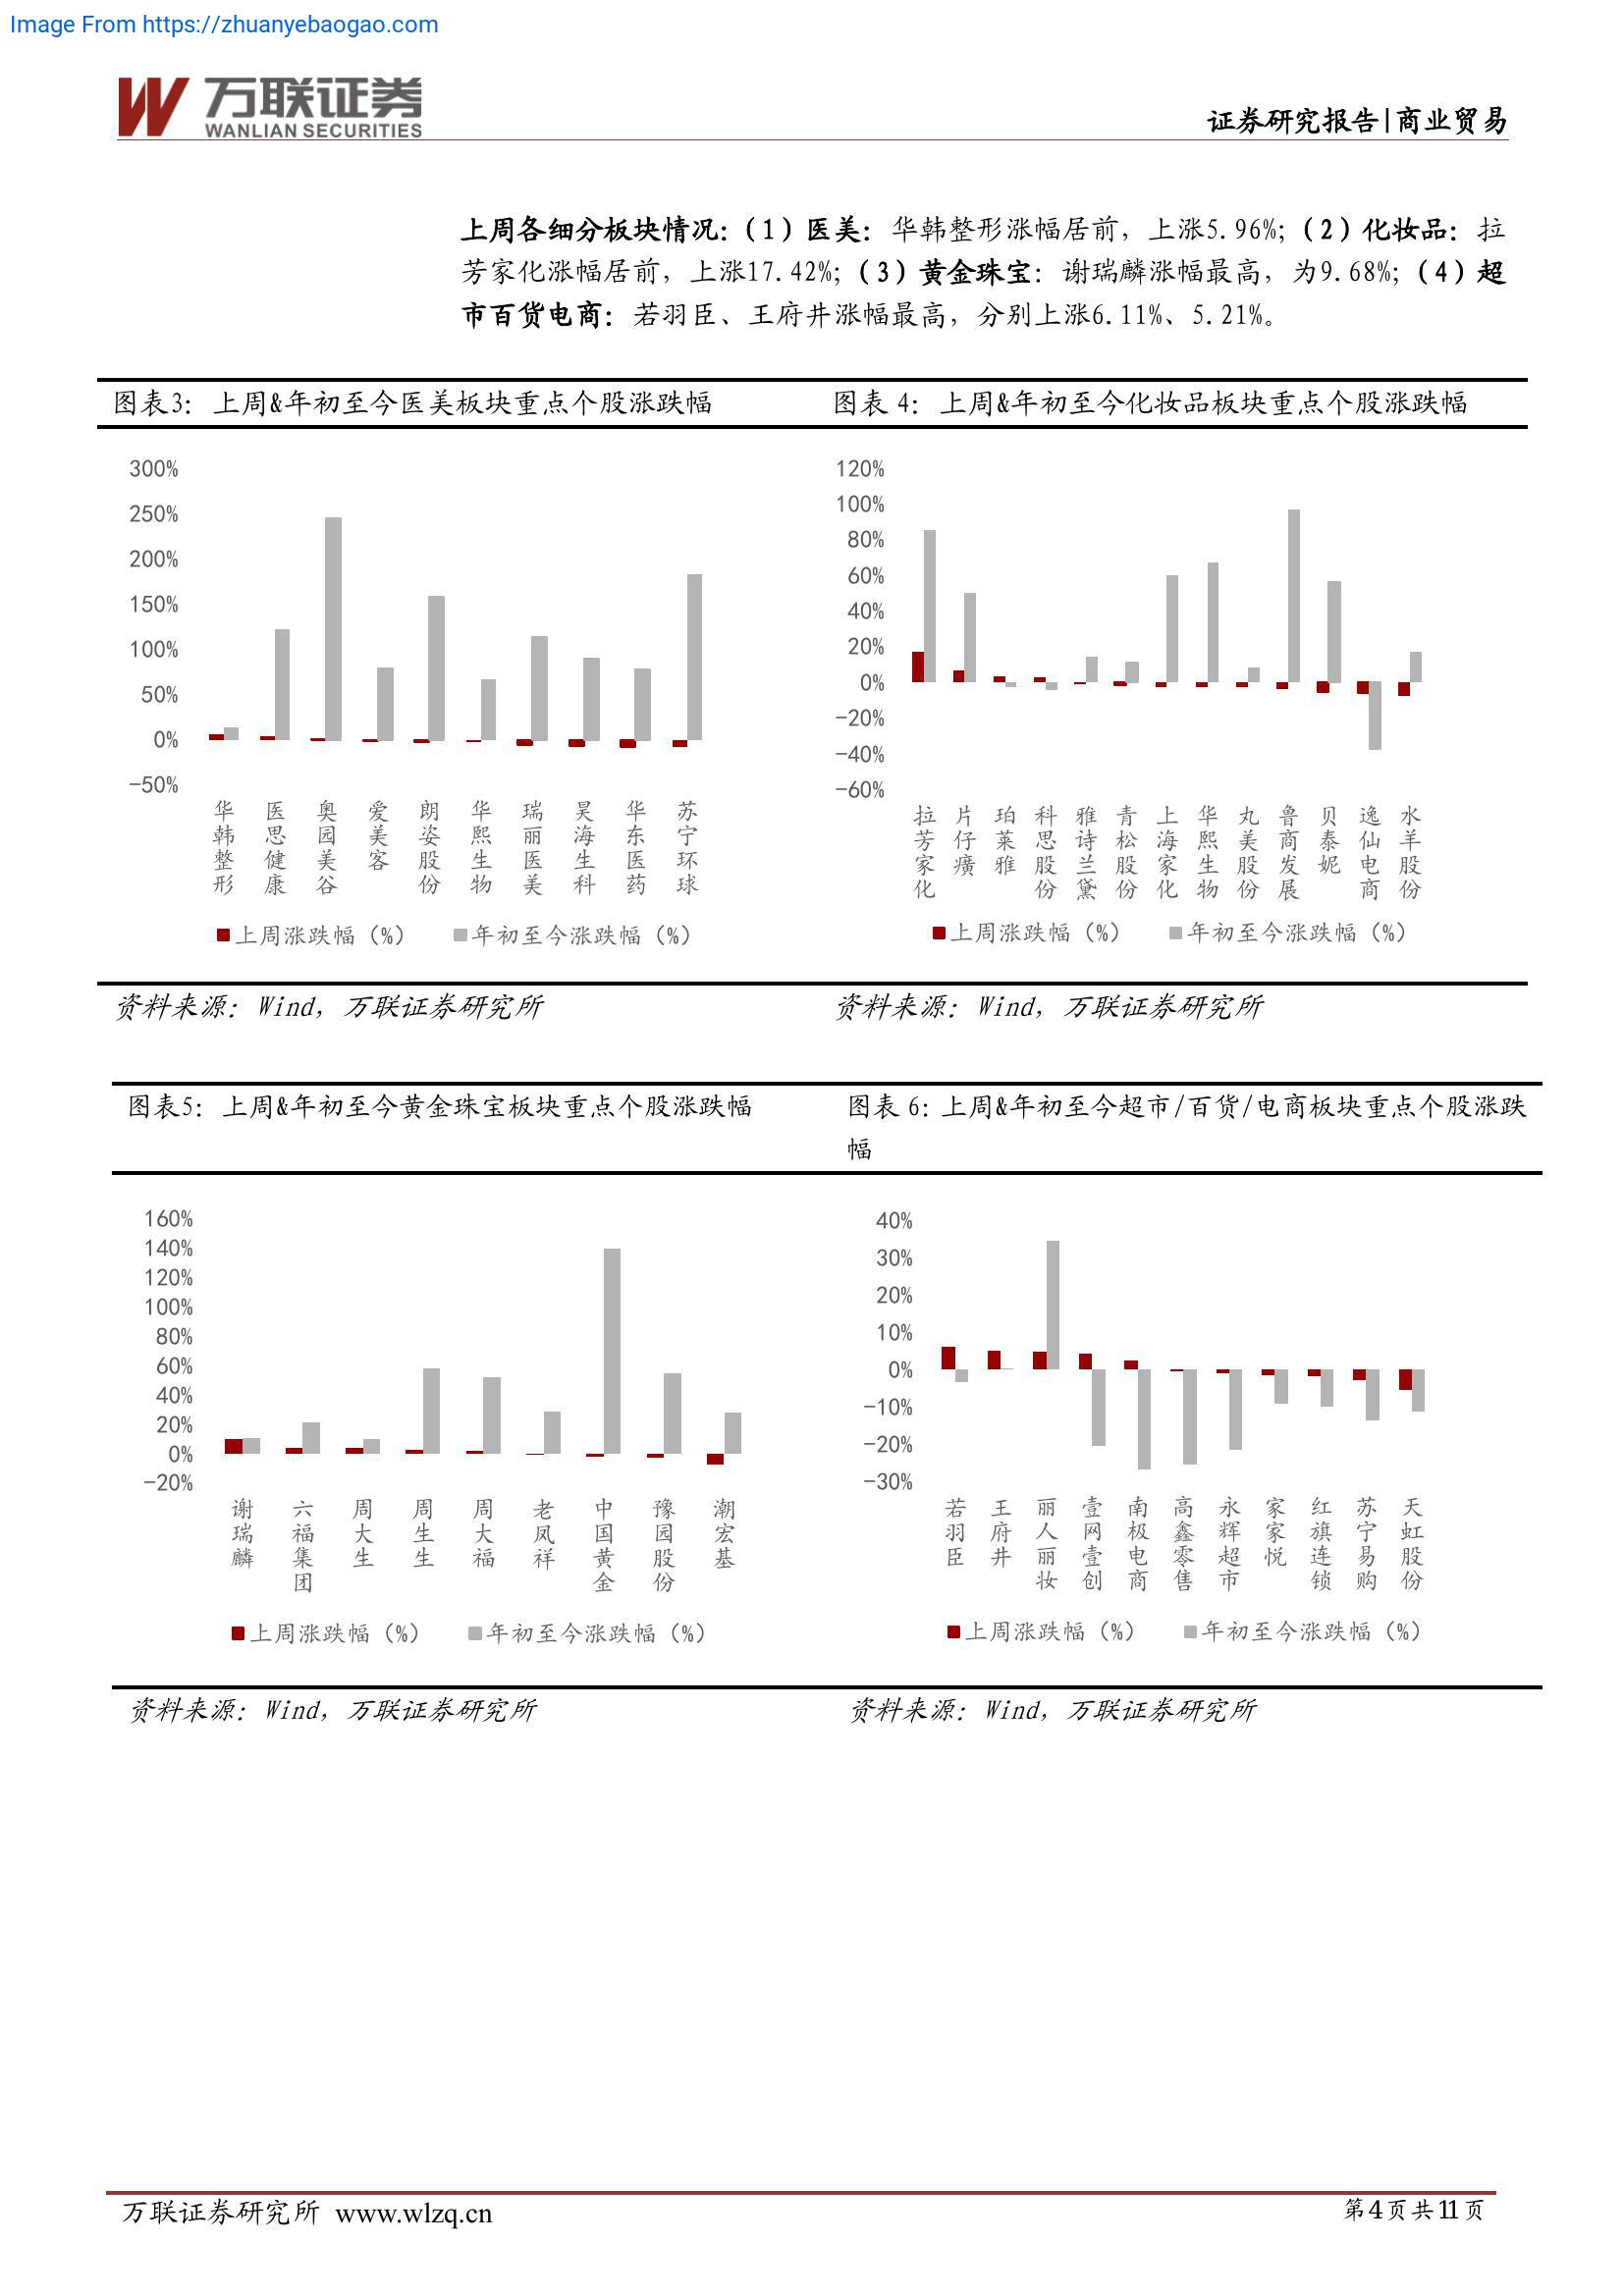 Image From https://zhuanyebaogao.com
万联证券
WANLIAN SECURITIES
证券研究报告|商业贸易
上周各细分板块情况：（1）医美：华韩整形涨幅居前，上涨5.96%；（2）化妆品：拉
芳家化涨幅居前，上涨17.42%；（3）黄金珠宝：谢瑞麟涨幅最高，为9.68%；（4）超
市百货电商：若羽臣、王府井涨幅最高，分别上涨6.11%、5.21%。
图表3：上周&年初至今医美板块重点个股涨跌幅
300%
250%
200%
150%
100%
50%
0%
-50%
华韩整形
医思健康
奥园美谷
爱美客
朗姿股份
华熙生物
瑞丽医美
昊海生科
华东医药
苏宁环球
上周涨跌幅（%） 年初至今涨跌幅（%）
资料来源：Wind，万联证券研究所
图表 4：上周&年初至今化妆品板块重点个股涨跌幅
120%
100%
80%
60%
40%
20%
0%
-20%
-40%
-60%
拉芳家化
片仔癀
珀莱雅
科思股份
雅诗兰黛
青松股份
上海家化
华熙生物
丸美股份
鲁商发展
贝泰妮
逸仙电商
水羊股份
上周涨跌幅（%） 年初至今涨跌幅（%）
资料来源：Wind，万联证券研究所
图表5：上周&年初至今黄金珠宝板块重点个股涨跌幅
160%
140%
120%
100%
80%
60%
40%
20%
0%
-20%
谢瑞麟
六福集团
周大生
周生生
周大福
老凤祥
中国黄金
豫园股份
潮宏基
上周涨跌幅（%） 年初至今涨跌幅（%）
资料来源：Wind，万联证券研究所
图表 6：上周&年初至今超市/百货/电商板块重点个股涨跌
幅
40%
30%
20%
10%
0%
-10%
-20%
-30%
若羽臣
王府井
丽人丽妆
壹网壹创
南极电商
高鑫零售
永辉超市
家家悦
红旗连锁
苏宁易购
天虹股份
上周涨跌幅（%） 年初至今涨跌幅（%）
资料来源：Wind，万联证券研究所
万联证券研究所 www.wlzq.cn
第4页共11页